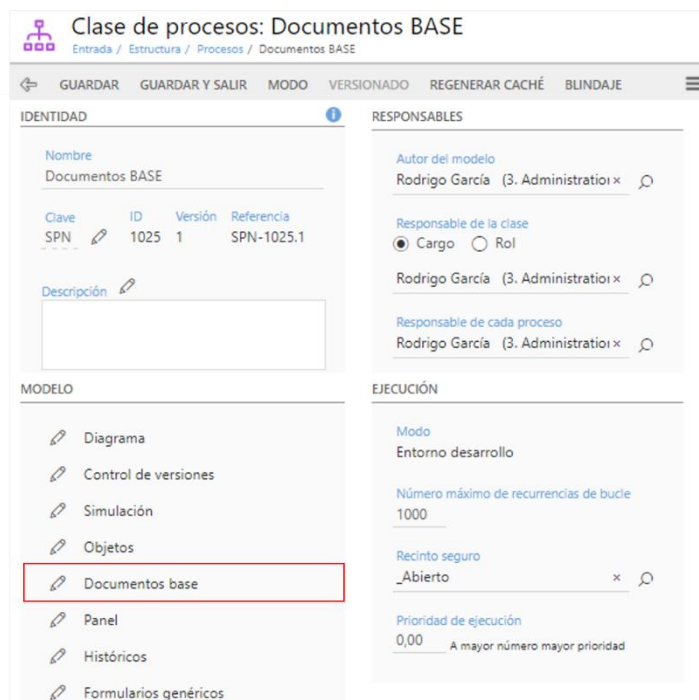 Clase de procesos: Documentos BASE
Entrada / Estructura / Procesos / Documentos BASE
GUARDAR GUARDAR Y SALIR MODO VERSIONADO REGENERAR CACHÉ BLINDAJE
IDENTIDAD
Nombre
Documentos BASE
Clave ID Versión Referencia
SPN 1025 1 SPN-1025.1
Descripción
RESPONSABLES
Autor del modelo
Rodrigo García (3. Administration ×
Responsable de la clase
Cargo Rol
Rodrigo García (3. Administration ×
Responsable de cada proceso
Rodrigo García (3. Administration ×
MODELO
Diagrama
Control de versiones
Simulación
Objetos
Documentos base
Panel
Históricos
Formularios genéricos
EJECUCIÓN
Modo
Entorno desarrollo
Número máximo de recurrencias de bucle
1000
Recinto seguro
_Abierto ×
Prioridad de ejecución
0,00 A mayor número mayor prioridad